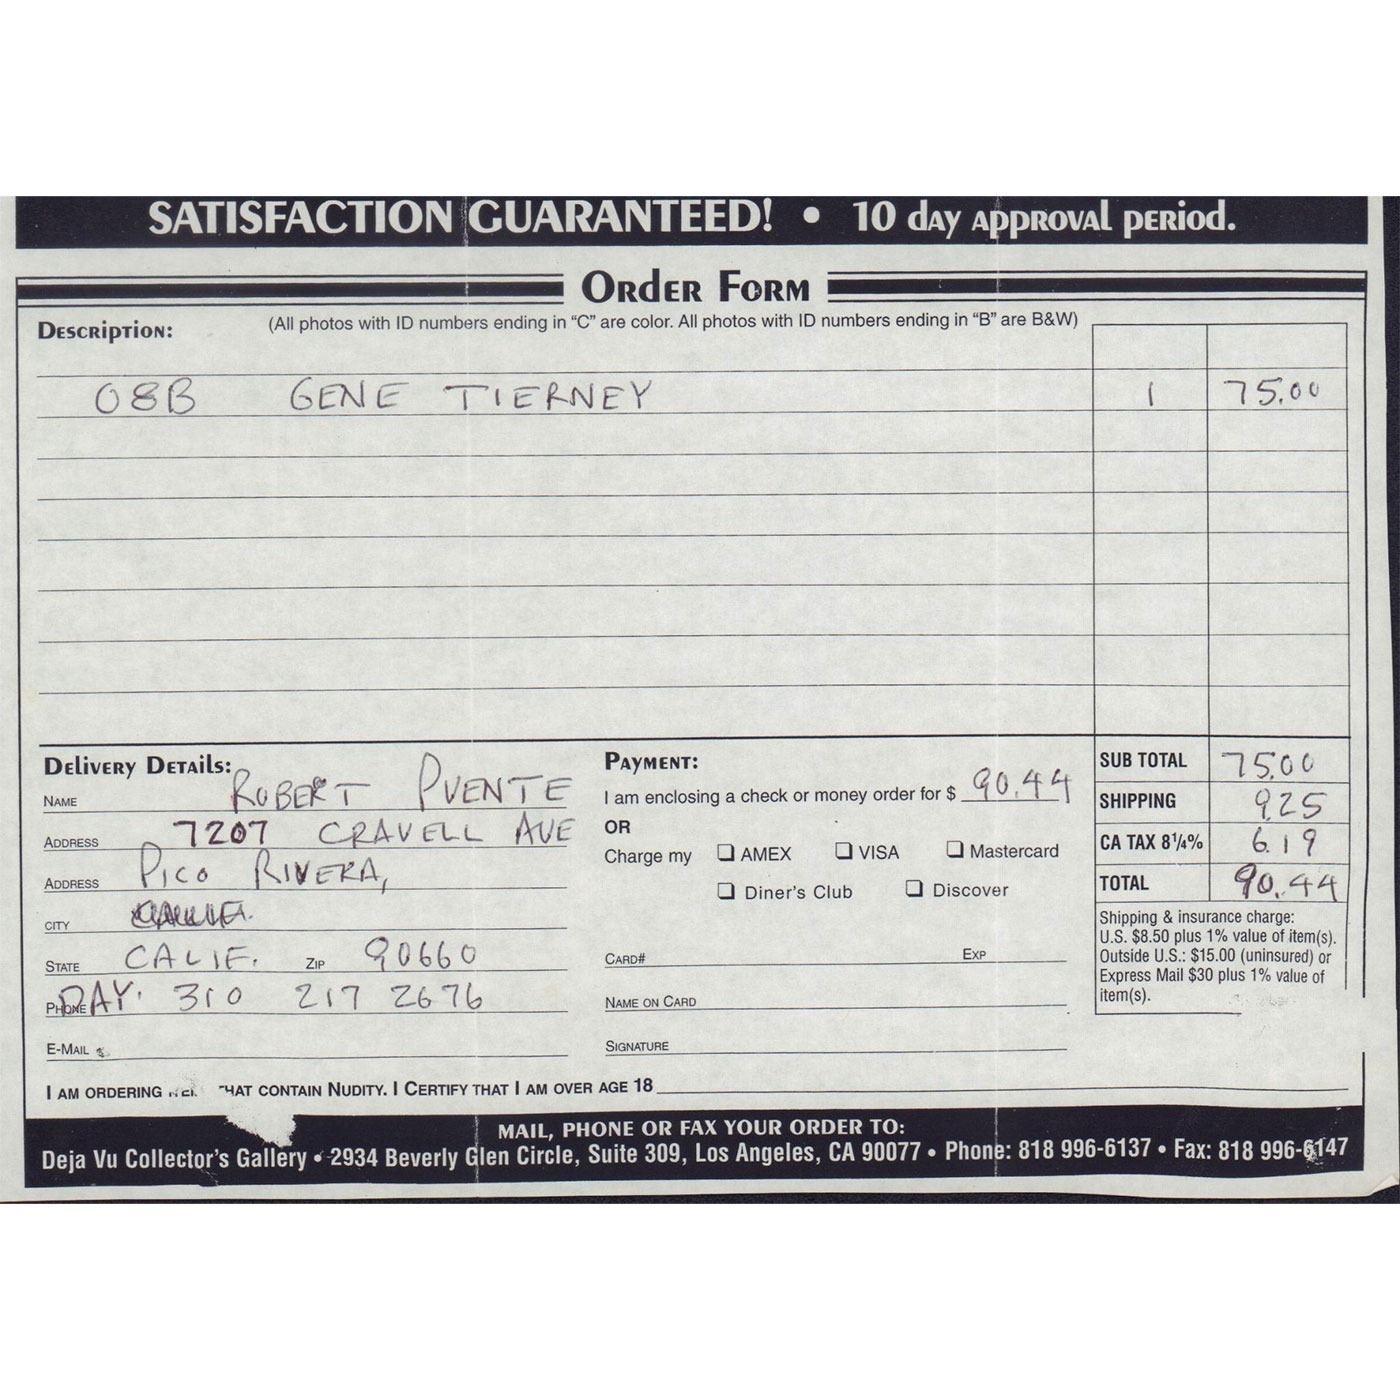 SATISFACTION GUARANTEED! • 10 day approval period.
Order Form
Description: (All photos with ID numbers ending in “C” are color. All photos with ID numbers ending in “B” are B&W)
08B GENE TIERNEY 1 75.00
Delivery Details:
Name ROBERT PUENTE
Address 7207 CRAVELL AVE
Address PICO RIVERA,
City
State CALIF. Zip 90660
Phone DAY. 310 217 2676
E-Mail
Payment:
I am enclosing a check or money order for $ 90.44
OR
Charge my ❑ AMEX ❑ VISA ❑ Mastercard
❑ Diner's Club ❑ Discover
Card# Exp
Name on Card
Signature
SUB TOTAL 75.00
SHIPPING 9.25
CA TAX 8¼% 6.19
TOTAL 90.44
Shipping & insurance charge:
U.S. $8.50 plus 1% value of item(s).
Outside U.S.: $15.00 (uninsured) or
Express Mail $30 plus 1% value of
item(s).
I am ordering that contain Nudity. I Certify that I am over age 18
MAIL, PHONE OR FAX YOUR ORDER TO:
Deja Vu Collector's Gallery • 2934 Beverly Glen Circle, Suite 309, Los Angeles, CA 90077 • Phone: 818 996-6137 • Fax: 818 996-6147